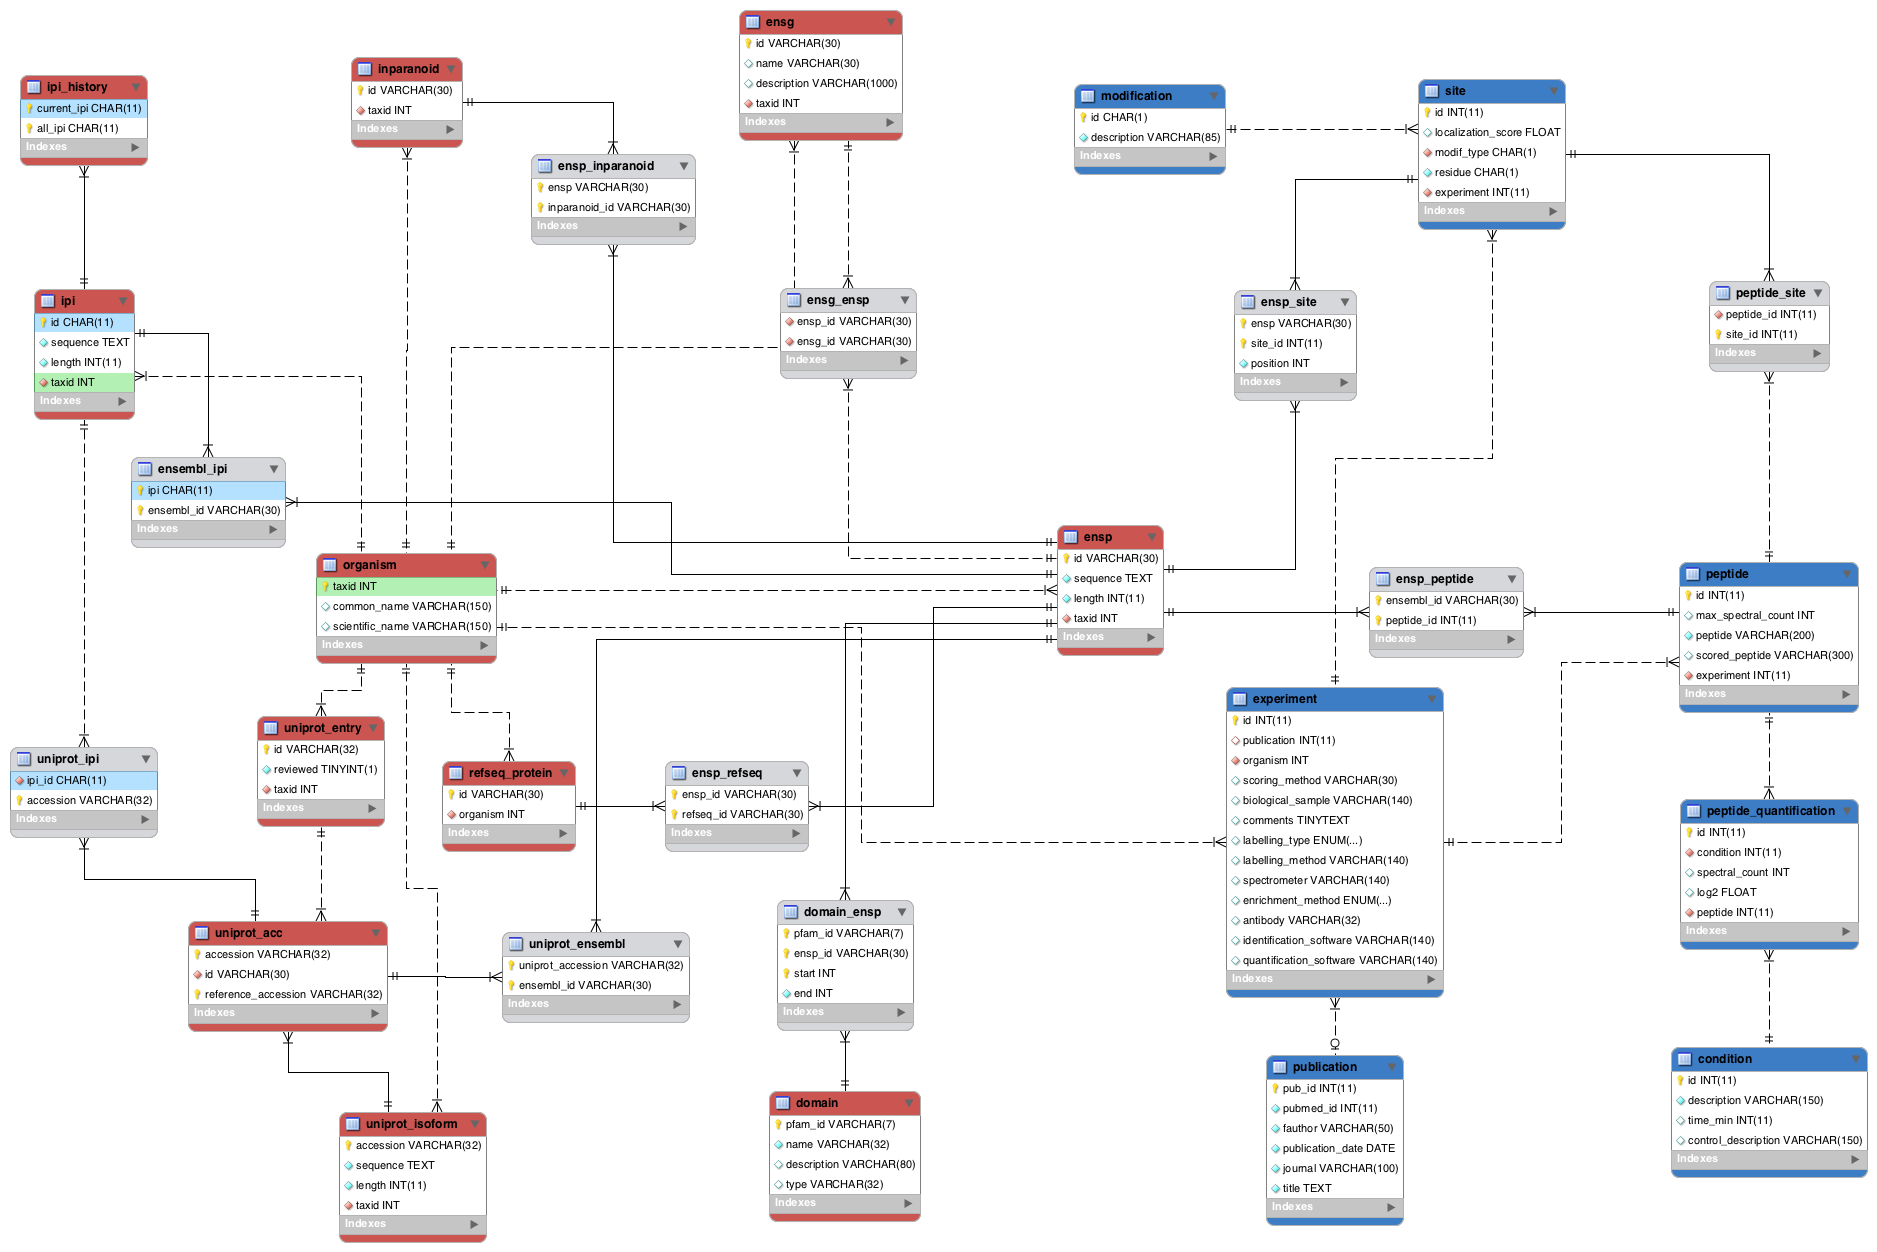 ensg
id VARCHAR(30)
name VARCHAR(30)
description VARCHAR(1000)
taxid INT
Indexes
inparanoid
id VARCHAR(30)
taxid INT
Indexes
ipi_history
current_ipi CHAR(11)
all_ipi CHAR(11)
Indexes
modification
id CHAR(1)
description VARCHAR(85)
Indexes
site
id INT(11)
localization_score FLOAT
modif_type CHAR(1)
residue CHAR(1)
experiment INT(11)
Indexes
ensp_inparanoid
ensp VARCHAR(30)
inparanoid_id VARCHAR(30)
Indexes
ipi
id CHAR(11)
sequence TEXT
length INT(11)
taxid INT
Indexes
ensg_ensp
ensp_id VARCHAR(30)
ensg_id VARCHAR(30)
Indexes
ensp_site
ensp VARCHAR(30)
site_id INT(11)
position INT
Indexes
peptide_site
peptide_id INT(11)
site_id INT(11)
Indexes
ensembl_ipi
ipi CHAR(11)
ensembl_id VARCHAR(30)
Indexes
organism
taxid INT
common_name VARCHAR(150)
scientific_name VARCHAR(150)
Indexes
ensp
id VARCHAR(30)
sequence TEXT
length INT(11)
taxid INT
Indexes
ensp_peptide
ensembl_id VARCHAR(30)
peptide_id INT(11)
Indexes
peptide
id INT(11)
max_spectral_count INT
peptide VARCHAR(200)
scored_peptide VARCHAR(300)
experiment INT(11)
Indexes
uniprot_ipi
ipi_id CHAR(11)
accession VARCHAR(32)
Indexes
uniprot_entry
id VARCHAR(32)
reviewed TINYINT(1)
taxid INT
Indexes
refseq_protein
id VARCHAR(30)
organism INT
Indexes
ensp_refseq
ensp_id VARCHAR(30)
refseq_id VARCHAR(30)
Indexes
experiment
id INT(11)
publication INT(11)
organism INT
scoring_method VARCHAR(30)
biological_sample VARCHAR(140)
comments TINYTEXT
labelling_type ENUM(...)
labelling_method VARCHAR(140)
spectrometer VARCHAR(140)
enrichment_method ENUM(...)
antibody VARCHAR(32)
identification_software VARCHAR(140)
quantification_software VARCHAR(140)
Indexes
peptide_quantification
id INT(11)
condition INT(11)
spectral_count INT
log2 FLOAT
peptide INT(11)
Indexes
uniprot_acc
accession VARCHAR(32)
id VARCHAR(30)
reference_accession VARCHAR(32)
Indexes
uniprot_ensembl
uniprot_accession VARCHAR(32)
ensembl_id VARCHAR(30)
Indexes
domain_ensp
pfam_id VARCHAR(7)
ensp_id VARCHAR(30)
start INT
end INT
Indexes
uniprot_isoform
accession VARCHAR(32)
sequence TEXT
length INT(11)
taxid INT
Indexes
domain
pfam_id VARCHAR(7)
name VARCHAR(32)
description VARCHAR(80)
type VARCHAR(32)
Indexes
publication
pub_id INT(11)
pubmed_id INT(11)
fauthor VARCHAR(50)
publication_date DATE
journal VARCHAR(100)
title TEXT
Indexes
condition
id INT(11)
description VARCHAR(150)
time_min INT(11)
control_description VARCHAR(150)
Indexes